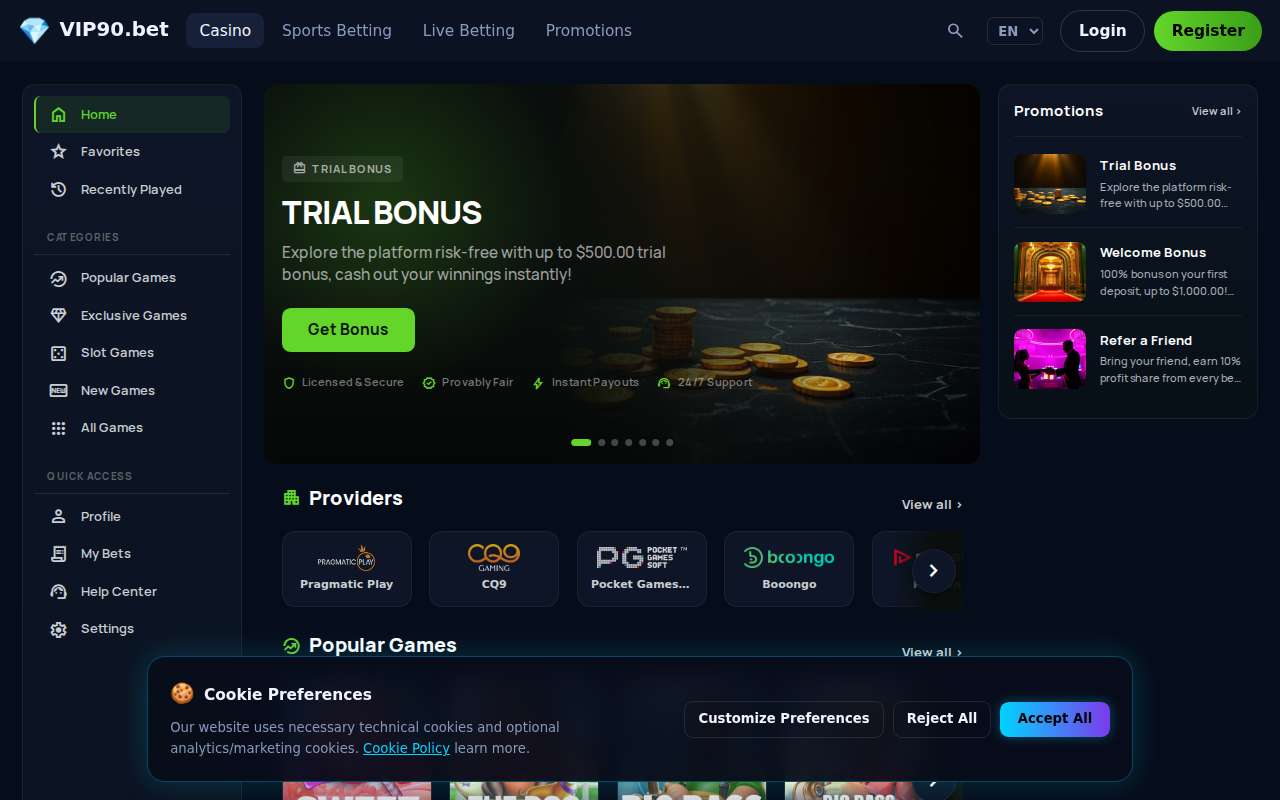 VIP90.bet
Casino
Sports Betting
Live Betting
Promotions
EN
Login
Register
Home
Favorites
Recently Played
CATEGORIES
Popular Games
Exclusive Games
Slot Games
New Games
All Games
QUICK ACCESS
Profile
My Bets
Help Center
Settings
TRIAL BONUS
TRIAL BONUS
Explore the platform risk-free with up to $500.00 trial
bonus, cash out your winnings instantly!
Get Bonus
Licensed & Secure
Provably Fair
Instant Payouts
24/7 Support
Promotions
View all ›
Trial Bonus
Explore the platform risk-
free with up to $500.00...
Welcome Bonus
100% bonus on your first
deposit, up to $1,000.00!...
Refer a Friend
Bring your friend, earn 10%
profit share from every be...
Providers
View all ›
PRAGMATIC PLAY
Pragmatic Play
CQ9
GAMING
CQ9
PG POCKET GAMES SOFT ™
Pocket Games...
booongo
Booongo
Popular Games
View all ›
🍪 Cookie Preferences
Our website uses necessary technical cookies and optional
analytics/marketing cookies. Cookie Policy learn more.
Customize Preferences
Reject All
Accept All